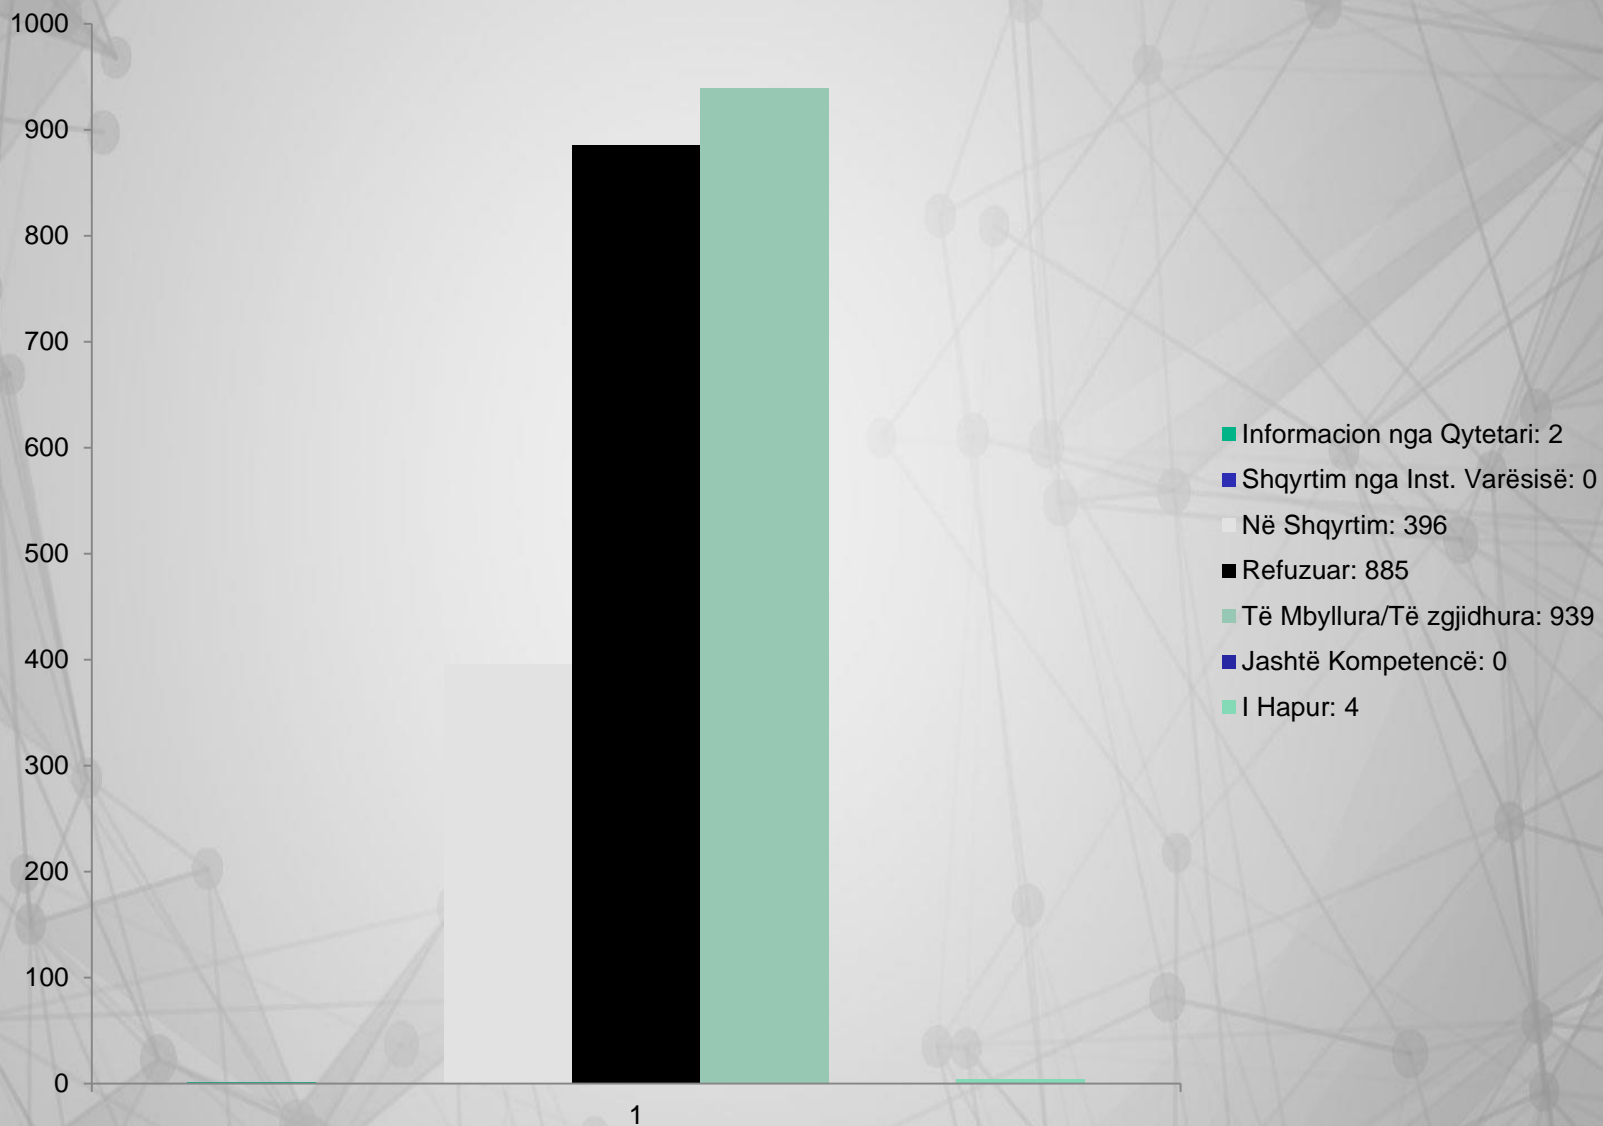 1000
900
800
700
600
500
400
300
200
100
0
1
Informacion nga Qytetari: 2
Shqyrtim nga Inst. Varësisë: 0
Në Shqyrtim: 396
Refuzuar: 885
Të Mbyllura/Të zgjidhura: 939
Jashtë Kompetencë: 0
I Hapur: 4